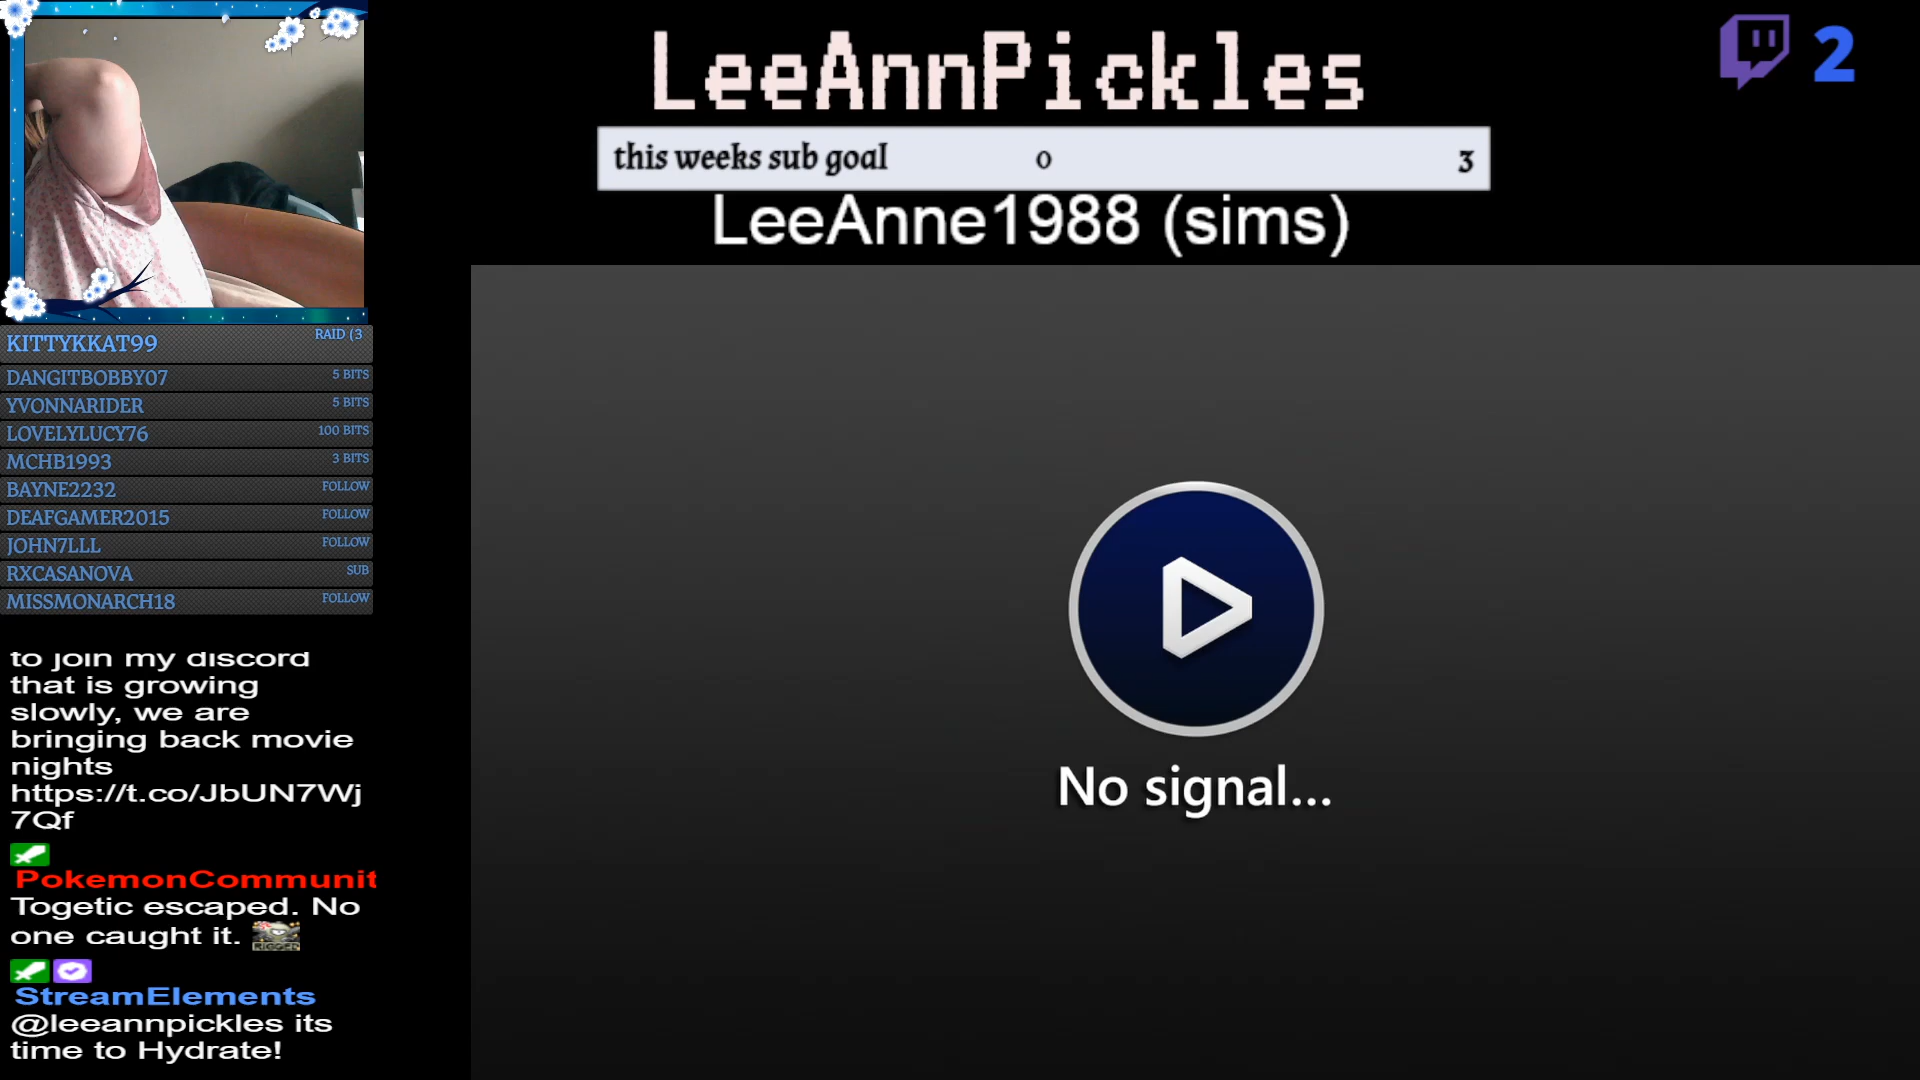 LeeAnnPickles
2
this weeks sub goal 0 3
LeeAnne1988 (sims)
KITTYKKAT99 RAID (3
DANGITBOBBY07 5 BITS
YVONNARIDER 5 BITS
LOVELYLUCY76 100 BITS
MCHB1993 3 BITS
BAYNE2232 FOLLOW
DEAFGAMER2015 FOLLOW
JOHN7LLL FOLLOW
RXCASANOVA SUB
MISSMONARCH18 FOLLOW
to join my discord
that is growing
slowly, we are
bringing back movie
nights
https://t.co/JbUN7Wj
7Qf
PokemonCommunit
Togetic escaped. No
one caught it. RIGGED
StreamElements
@leeannpickles its
time to Hydrate!
No signal...